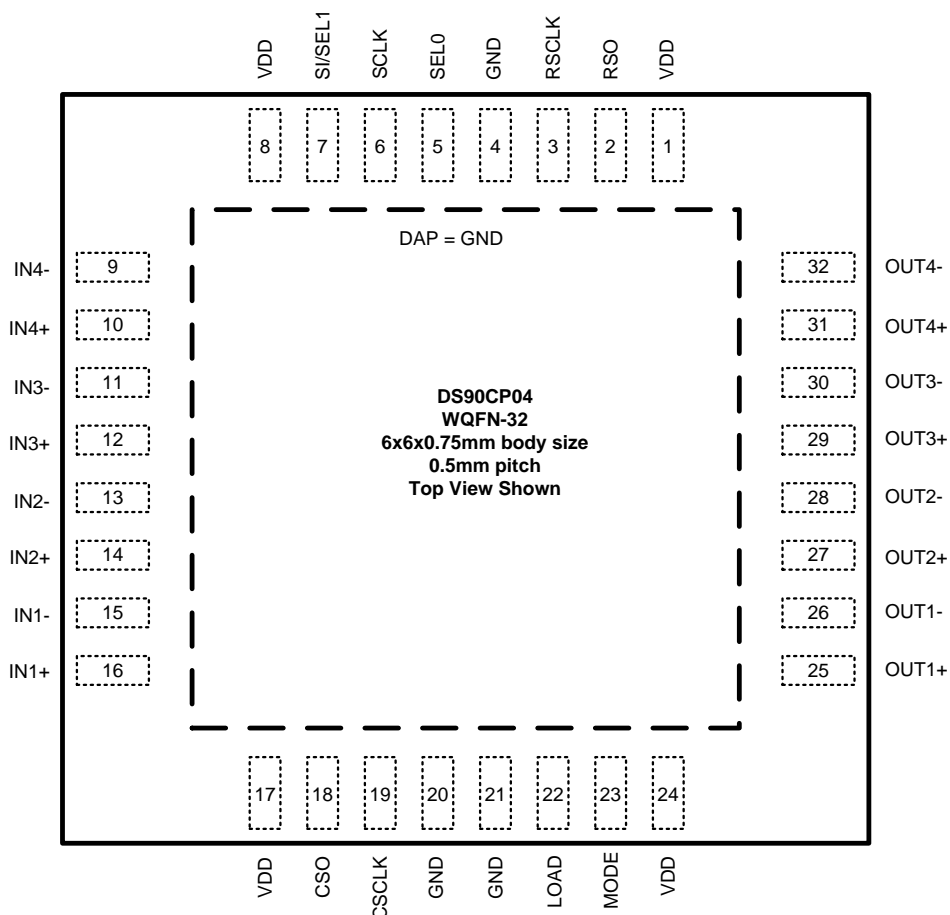 VDD SI/SEL1 SCLK SEL0 GND RSCLK RSO VDD
8 7 6 5 4 3 2 1
DAP = GND
IN4- 9 32 OUT4-
IN4+ 10 31 OUT4+
IN3- 11 30 OUT3-
IN3+ 12 29 OUT3+
IN2- 13 28 OUT2-
IN2+ 14 27 OUT2+
IN1- 15 26 OUT1-
IN1+ 16 25 OUT1+
DS90CP04
WQFN-32
6x6x0.75mm body size
0.5mm pitch
Top View Shown
17 18 19 20 21 22 23 24
VDD CSO CSCLK GND GND LOAD MODE VDD